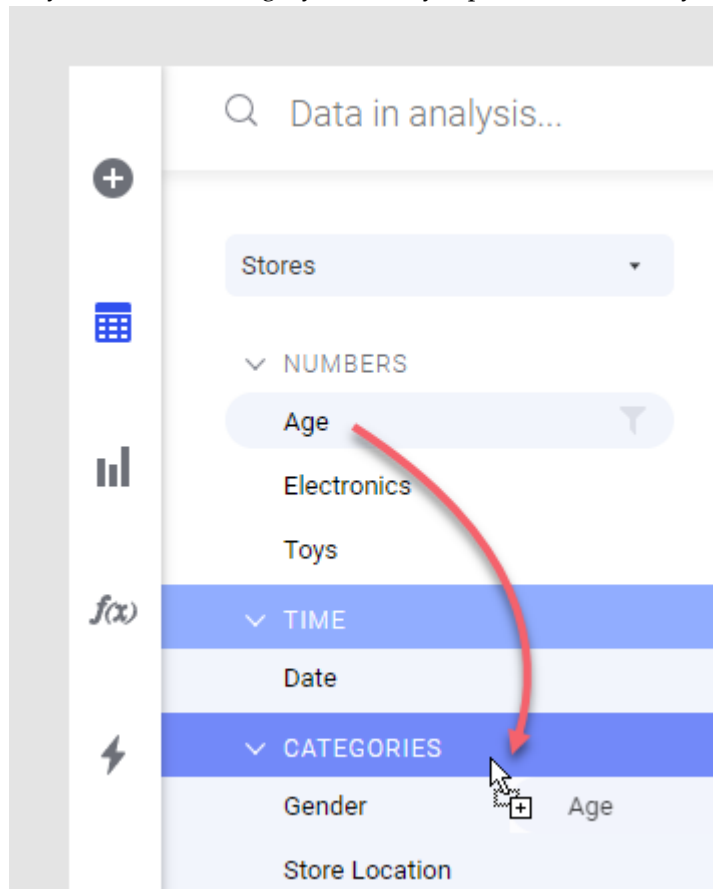 Data in analysis...
Stores
NUMBERS
Age
Electronics
Toys
f(x)
TIME
Date
CATEGORIES
Gender
Age
Store Location